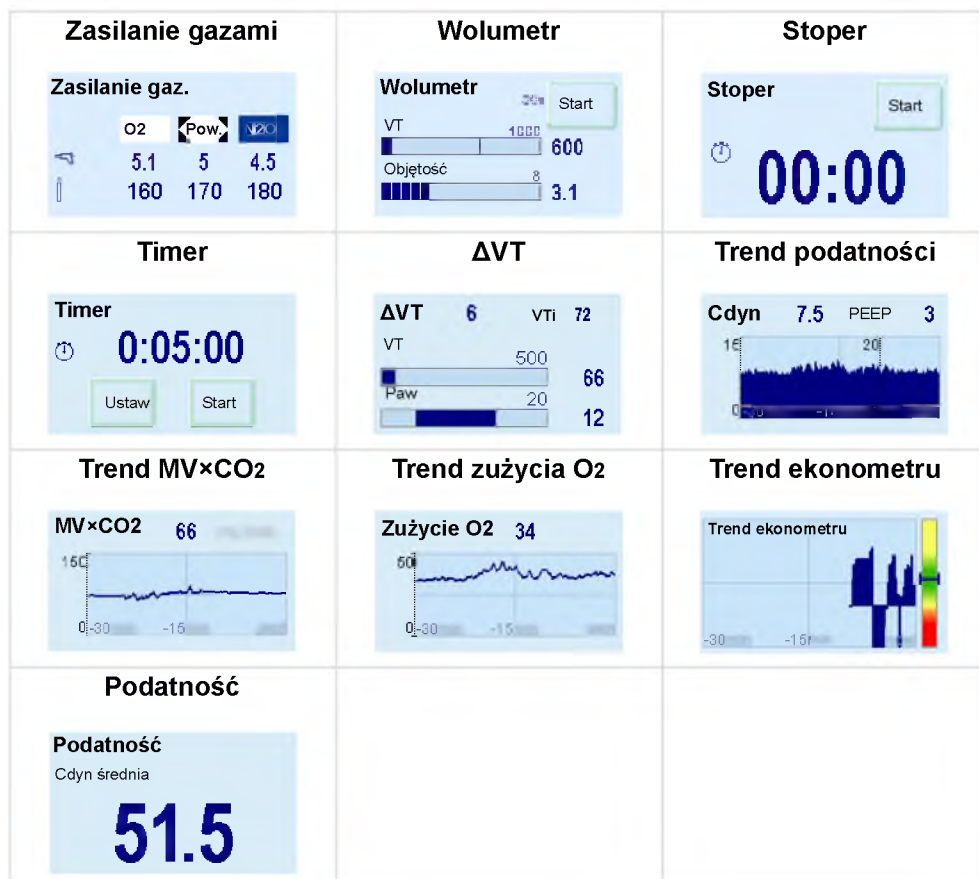 Zasilanie gazami
Wolumetr
Stoper
Zasilanie gaz.
O2 Pow. N2O
5.1 5 4.5
160 170 180
Wolumetr
Start
VT
1000
600
Objętość
8
3.1
Stoper
Start
00:00
Timer
ΔVT
Trend podatności
Timer
0:05:00
Ustaw Start
ΔVT 6 VTi 72
VT
500
66
Paw
20
12
Cdyn 7.5 PEEP 3
20
0
Trend MV×CO2
Trend zużycia O2
Trend ekonometru
MV×CO2 66
150
0 -30 -15
Zużycie O2 34
50
0 -30 -15
Trend ekonometru
-30 -15
Podatność
Podatność
Cdyn średnia
51.5